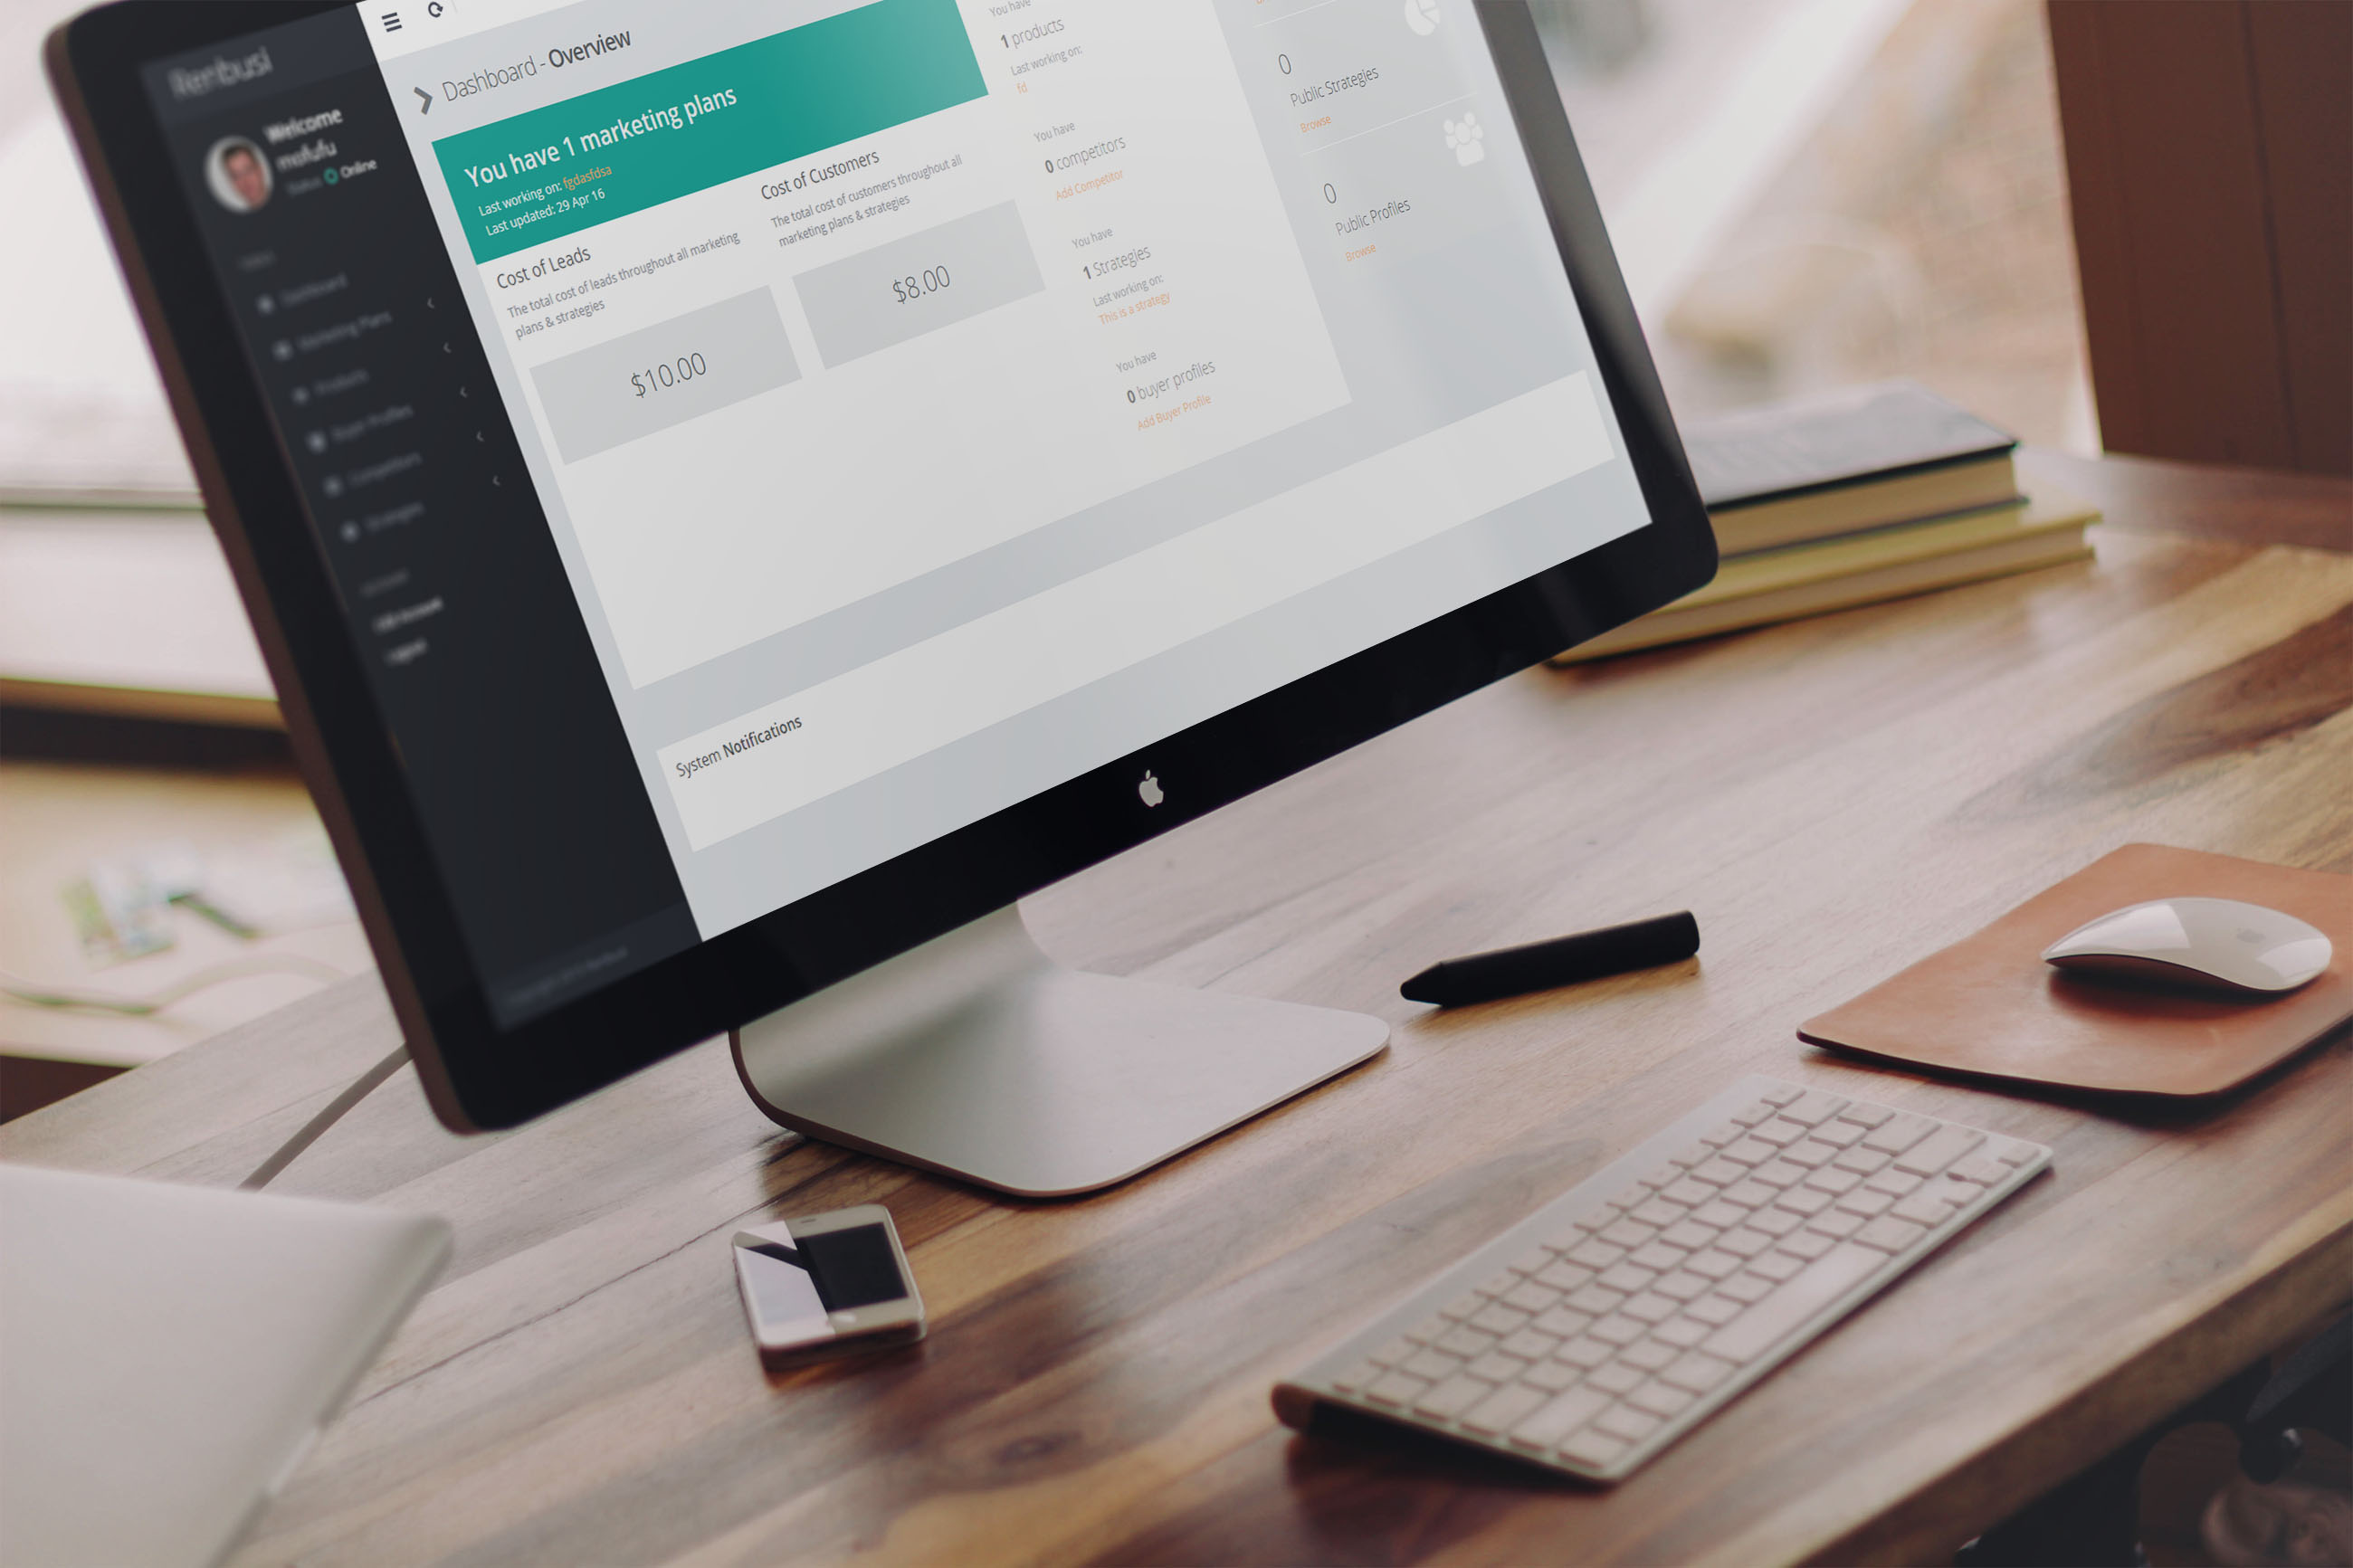 Renbusi
Welcome
mofufu
Status Online
Dashboard
Marketing Plans
Products
Buyer Profiles
Competitors
Strategies
Edit Account
Logout
Dashboard - Overview
You have 1 marketing plans
Last working on: fgdasfdsa
Last updated: 29 Apr 16
Cost of Leads
The total cost of leads throughout all marketing
plans & strategies
$10.00
Cost of Customers
The total cost of customers throughout all
marketing plans & strategies
$8.00
You have
1 products
Last working on:
fd
You have
0 competitors
Add Competitor
You have
1 Strategies
Last working on:
This is a strategy
You have
0 buyer profiles
Add Buyer Profile
0
Public Strategies
Browse
0
Public Profiles
Browse
System Notifications